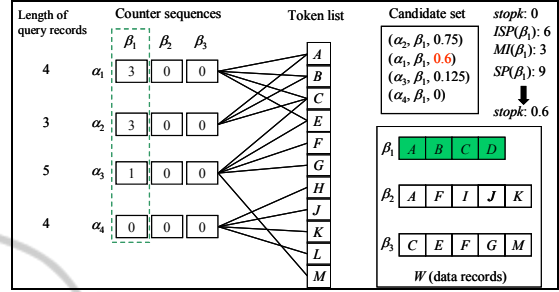 Length of query records
Counter sequences
Token list
Candidate set
stopk: 0
ISP(β1): 6
MI(β1): 3
SP(β1): 9
stopk: 0.6
β1 β2 β3
4 α1 3 0 0
3 α2 3 0 0
5 α3 1 0 0
4 α4 0 0 0
A
B
C
E
F
G
H
J
K
L
M
(α2, β1, 0.75)
(α1, β1, 0.6)
(α3, β1, 0.125)
(α4, β1, 0)
β1 A B C D
β2 A F I J K
β3 C E F G M
W (data records)